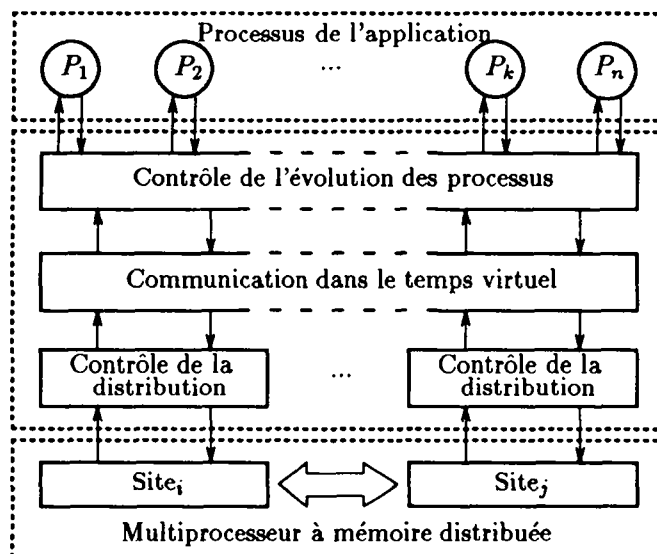 Processus de l'application
P1 P2 ... Pk Pn
Contrôle de l'évolution des processus
Communication dans le temps virtuel
Contrôle de la distribution
...
Contrôle de la distribution
Sitei
Sitej
Multiprocesseur à mémoire distribuée